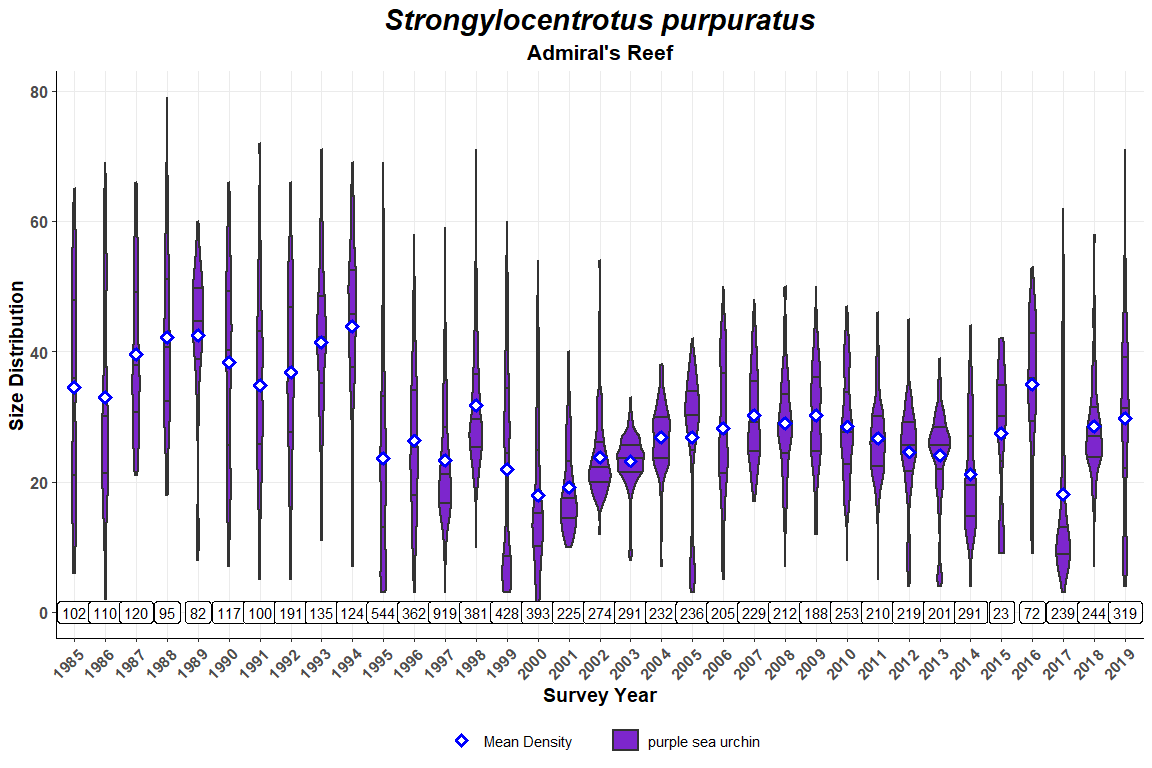 Strongylocentrotus purpuratus
Admiral's Reef
Size Distribution
80
60
40
20
0
102 110 120 95 82 117 100 191 135 124 544 362 919 381 428 393 225 274 291 232 236 205 229 212 188 253 210 219 201 291 23 72 239 244 319
1985 1986 1987 1988 1989 1990 1991 1992 1993 1994 1995 1996 1997 1998 1999 2000 2001 2002 2003 2004 2005 2006 2007 2008 2009 2010 2011 2012 2013 2014 2015 2016 2017 2018 2019
Survey Year
Mean Density purple sea urchin